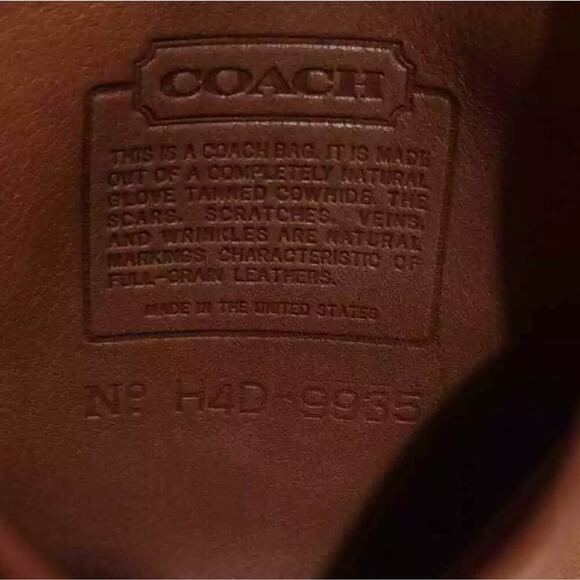 COACH
THIS IS A COACH BAG. IT IS MADE
OUT OF A COMPLETELY NATURAL
GLOVE TANNED COWHIDE. THE
SCARS, SCRATCHES, VEINS,
AND WRINKLES ARE NATURAL
MARKINGS CHARACTERISTIC OF
FULL-GRAIN LEATHERS.
MADE IN THE UNITED STATES
Nº H4D-9935